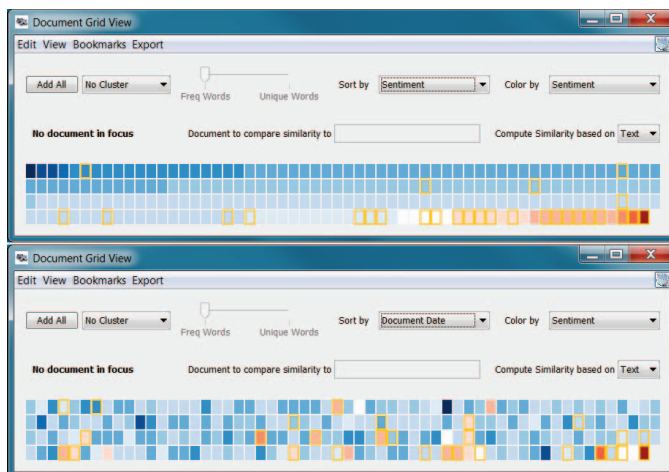 Document Grid View
Edit View Bookmarks Export
Add All No Cluster Freq Words Unique Words Sort by Sentiment Color by Sentiment
No document in focus Document to compare similarity to Compute Similarity based on Text
Document Grid View
Edit View Bookmarks Export
Add All No Cluster Freq Words Unique Words Sort by Document Date Color by Sentiment
No document in focus Document to compare similarity to Compute Similarity based on Text